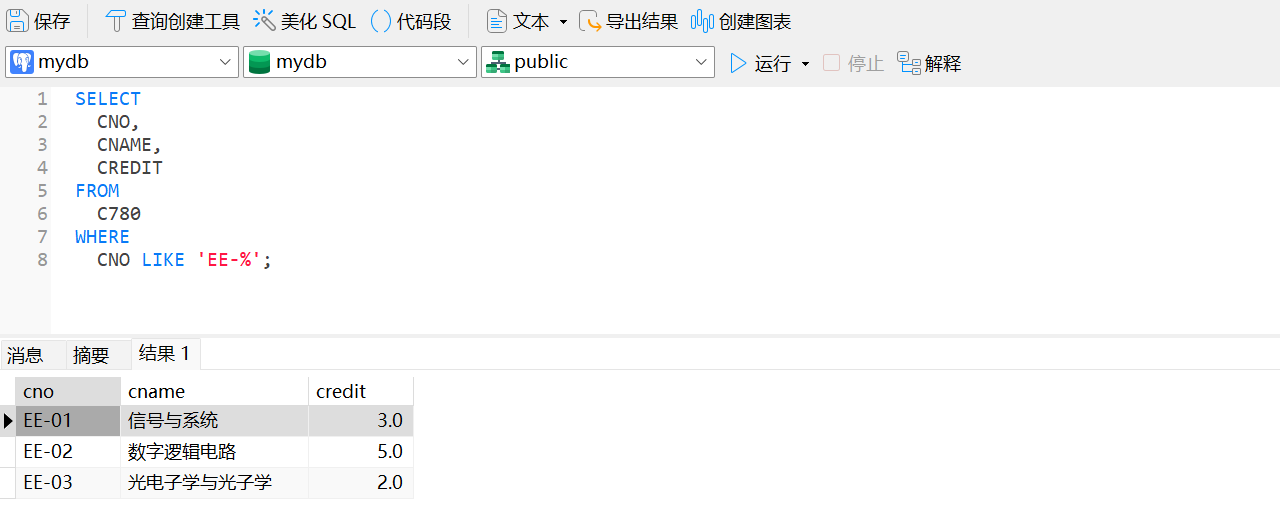 保存 查询创建工具 美化 SQL 代码段 文本 导出结果 创建图表
mydb mydb public 运行 停止 解释
1 SELECT
2 CNO,
3 CNAME,
4 CREDIT
5 FROM
6 C780
7 WHERE
8 CNO LIKE 'EE-%';
消息 摘要 结果 1
cno cname credit
EE-01 信号与系统 3.0
EE-02 数字逻辑电路 5.0
EE-03 光电子学与光子学 2.0